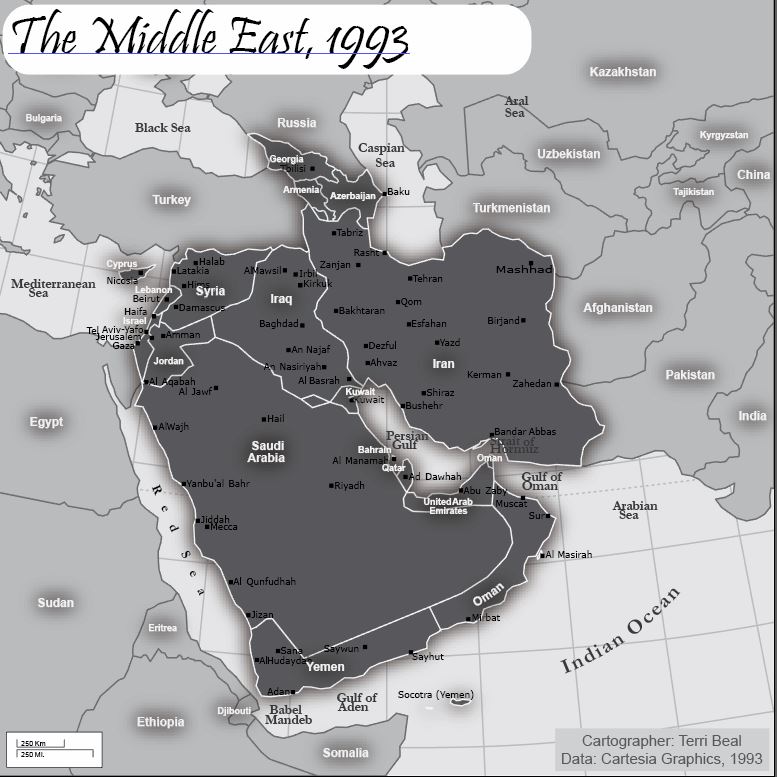 The Middle East, 1993
Kazakhstan
Aral
Sea
Bulgaria
Black Sea
Russia
Kyrgyzstan
Caspian
Sea
Uzbekistan
Georgia
Tbilisi
China
Armenia
Azerbaijan
Baku
Tajikistan
Turkey
Turkmenistan
Tabriz
Rasht
Cyprus
Halab
Zanjan
Mashhad
Latakia
AlMawsil
Irbil
Nicosia
Tehran
Mediterranean
Sea
Lebanon
Hims
Syria
Kirkuk
Iraq
Beirut
Qom
Damascus
Bakhtaran
Afghanistan
Haifa
Israel
Baghdad
Esfahan
Birjand
Tel Aviv-Yafo
Jerusalem
Amman
Gaza
An Najaf
Dezful
Yazd
Jordan
An Nasiriyah
Ahvaz
Iran
Kerman
Pakistan
Al Aqabah
Al Basrah
Zahedan
Al Jawf
Kuwait
Kuwait
Shiraz
Bushehr
Egypt
Hail
India
AlWajh
Bandar Abbas
Persian
Gulf
Strait of
Hormuz
Saudi
Arabia
Bahrain
Al Manamah
Oman
Qatar
Ad Dawhah
Gulf of
Oman
Yanbu'al Bahr
Riyadh
Abu Zaby
United Arab
Emirates
Muscat
Arabian
Sea
Sur
Red Sea
Jiddah
Mecca
Al Masirah
Al Qunfudhah
Oman
Sudan
Jizan
Mirbat
Indian Ocean
Eritrea
Sana
Saywun
AlHudaydah
Yemen
Sayhut
Adan
Socotra (Yemen)
Gulf of
Aden
Djibouti
Babel
Mandeb
Ethiopia
Somalia
250 Km
250 Mi.
Cartographer: Terri Beal
Data: Cartesia Graphics, 1993